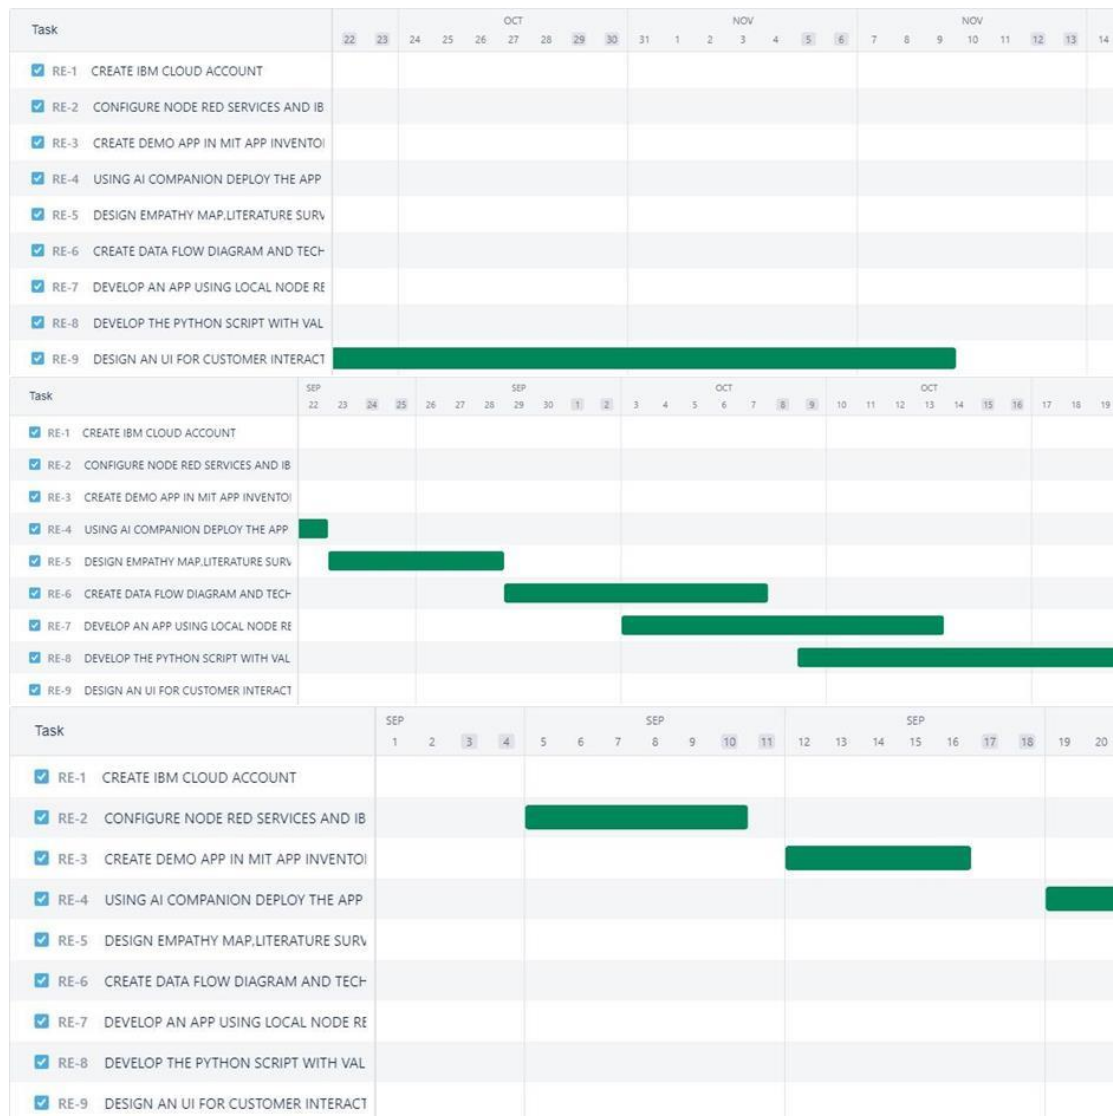 Task
OCT NOV NOV
22 23 24 25 26 27 28 29 30 31 1 2 3 4 5 6 7 8 9 10 11 12 13 14
RE-1 CREATE IBM CLOUD ACCOUNT
RE-2 CONFIGURE NODE RED SERVICES AND IB
RE-3 CREATE DEMO APP IN MIT APP INVENTO
RE-4 USING AI COMPANION DEPLOY THE APP
RE-5 DESIGN EMPATHY MAP,LITERATURE SURV
RE-6 CREATE DATA FLOW DIAGRAM AND TECH
RE-7 DEVELOP AN APP USING LOCAL NODE RE
RE-8 DEVELOP THE PYTHON SCRIPT WITH VAL
RE-9 DESIGN AN UI FOR CUSTOMER INTERACT
Task
SEP SEP OCT OCT
22 23 24 25 26 27 28 29 30 1 2 3 4 5 6 7 8 9 10 11 12 13 14 15 16 17 18 19
RE-1 CREATE IBM CLOUD ACCOUNT
RE-2 CONFIGURE NODE RED SERVICES AND IB
RE-3 CREATE DEMO APP IN MIT APP INVENTO
RE-4 USING AI COMPANION DEPLOY THE APP
RE-5 DESIGN EMPATHY MAP,LITERATURE SURV
RE-6 CREATE DATA FLOW DIAGRAM AND TECH
RE-7 DEVELOP AN APP USING LOCAL NODE RE
RE-8 DEVELOP THE PYTHON SCRIPT WITH VAL
RE-9 DESIGN AN UI FOR CUSTOMER INTERACT
Task
SEP SEP SEP
1 2 3 4 5 6 7 8 9 10 11 12 13 14 15 16 17 18 19 20
RE-1 CREATE IBM CLOUD ACCOUNT
RE-2 CONFIGURE NODE RED SERVICES AND IB
RE-3 CREATE DEMO APP IN MIT APP INVENTO
RE-4 USING AI COMPANION DEPLOY THE APP
RE-5 DESIGN EMPATHY MAP,LITERATURE SURV
RE-6 CREATE DATA FLOW DIAGRAM AND TECH
RE-7 DEVELOP AN APP USING LOCAL NODE RE
RE-8 DEVELOP THE PYTHON SCRIPT WITH VAL
RE-9 DESIGN AN UI FOR CUSTOMER INTERACT